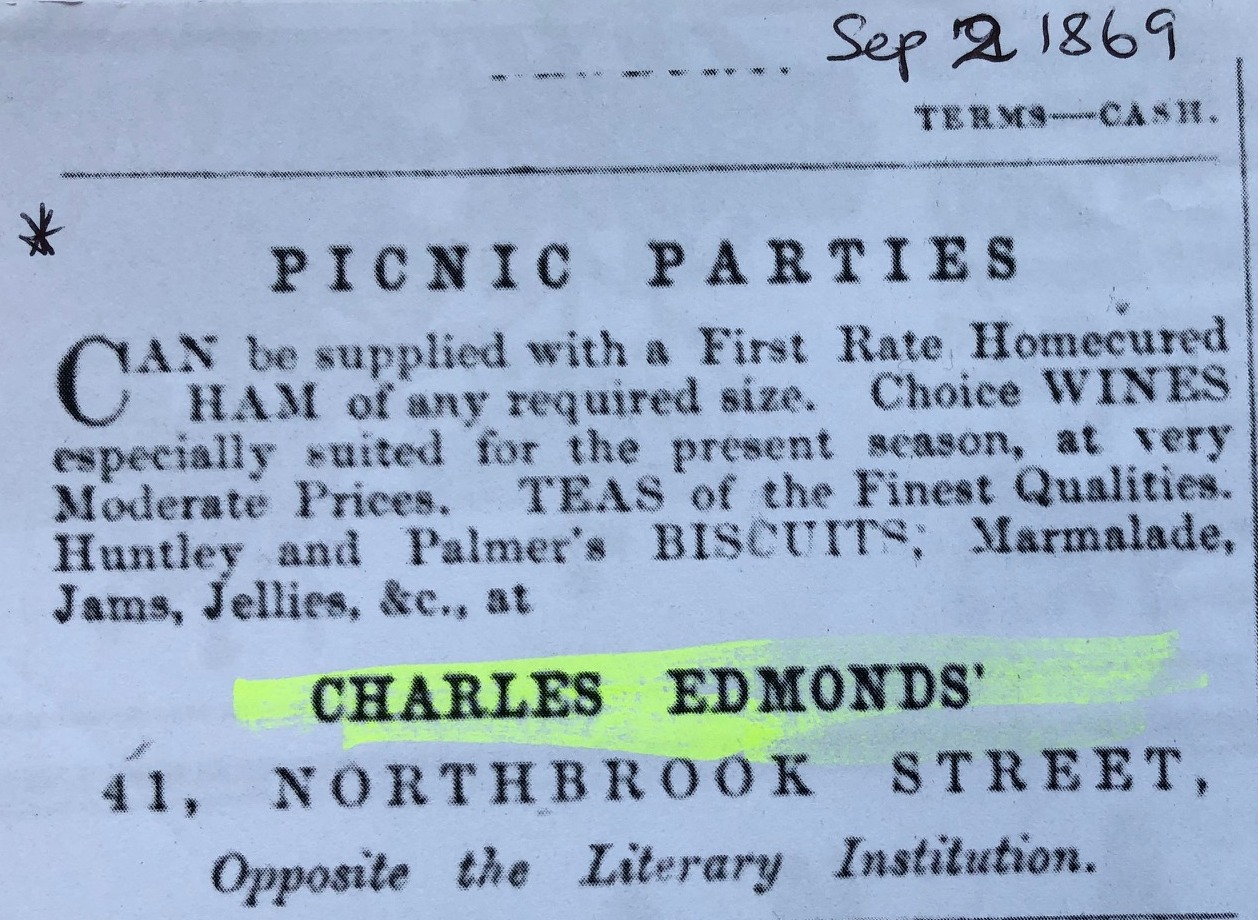 Sep 2 1869
TERMS—CASH.
*
PICNIC PARTIES
CAN be supplied with a First Rate Homecured
HAM of any required size. Choice WINES
especially suited for the present season, at very
Moderate Prices. TEAS of the Finest Qualities.
Huntley and Palmer's BISCUITS; Marmalade,
Jams, Jellies, &c., at
CHARLES EDMONDS'
41, NORTHBROOK STREET,
Opposite the Literary Institution.